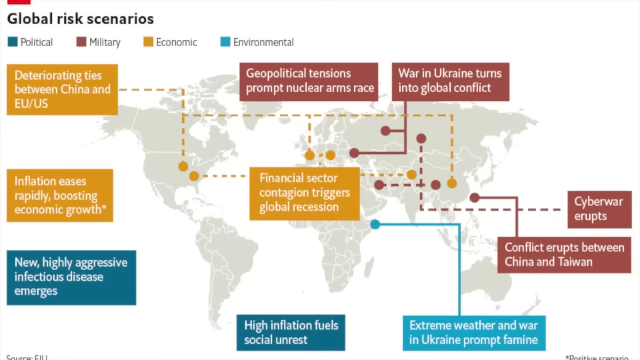 Global risk scenarios
Political
Military
Economic
Environmental
Deteriorating ties
between China and
EU/US
Geopolitical tensions
prompt nuclear arms race
War in Ukraine turns
into global conflict
Inflation eases
rapidly, boosting
economic growth*
Financial sector
contagion triggers
global recession
Cyberwar
erupts
Conflict erupts between
China and Taiwan
New, highly aggressive
infectious disease
emerges
High inflation fuels
social unrest
Extreme weather and war
in Ukraine prompt famine
Source: EIU
*Positive scenario